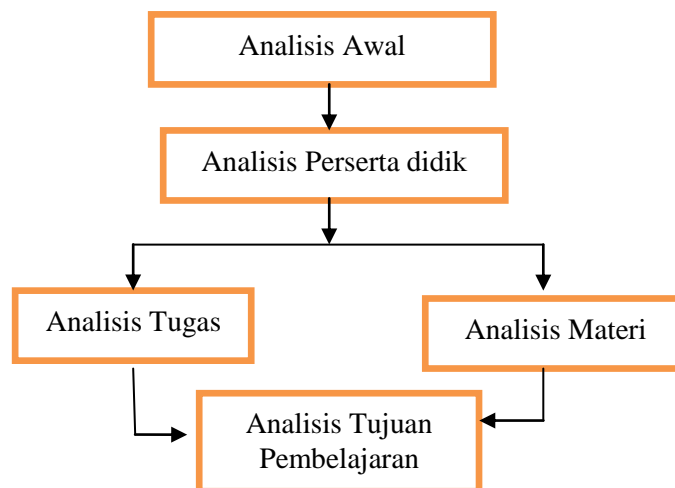 Analisis Awal
Analisis Perserta didik
Analisis Tugas
Analisis Materi
Analisis Tujuan
Pembelajaran